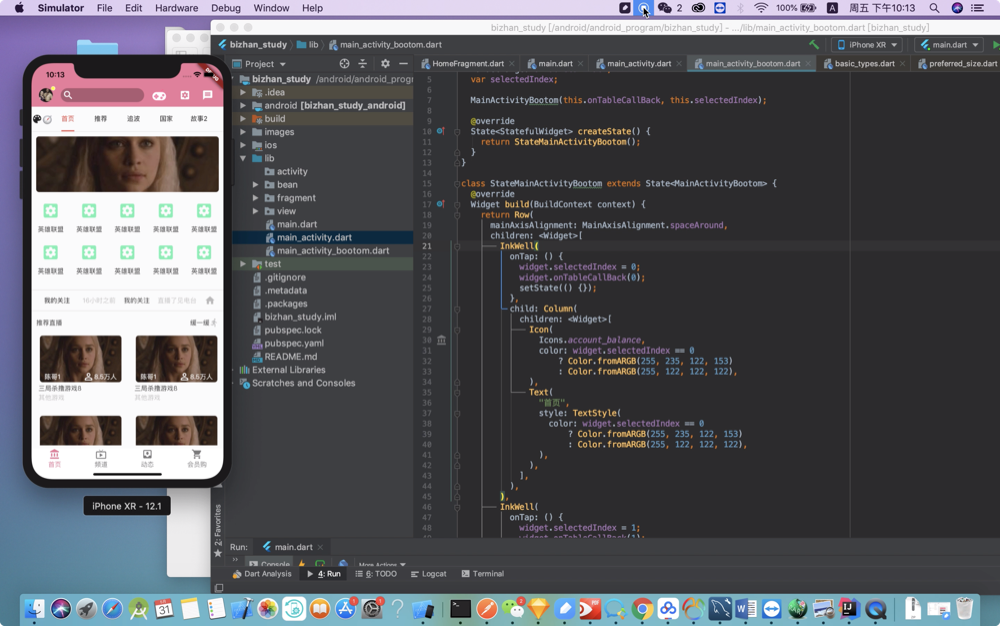 Simulator File Edit Hardware Debug Window Help
2 100% A 周五 下午10:13
bizhan_study [/android/android_program/bizhan_study] - .../lib/main_activity_bootom.dart [bizhan_study]
bizhan_study lib main_activity_bootom.dart
iPhone XR main.dart
Project
HomeFragment.dart main.dart main_activity.dart main_activity_bootom.dart basic_types.dart preferred_size.dart
bizhan_study /android/android_progr
.idea
android [bizhan_study_android]
build
images
ios
lib
activity
bean
fragment
view
main.dart
main_activity.dart
main_activity_bootom.dart
test
.gitignore
.metadata
.packages
bizhan_study.iml
pubspec.lock
pubspec.yaml
README.md
External Libraries
Scratches and Consoles
5 var selectedIndex;
6
7 MainActivityBootom(this.onTableCallBack, this.selectedIndex);
8
9 @override
10 State<StatefulWidget> createState() {
11 return StateMainActivityBootom();
12 }
13 }
14
15 class StateMainActivityBootom extends State<MainActivityBootom> {
16 @override
17 Widget build(BuildContext context) {
18 return Row(
19 mainAxisAlignment: MainAxisAlignment.spaceAround,
20 children: <Widget>[
21 InkWell(
22 onTap: () {
23 widget.selectedIndex = 0;
24 widget.onTableCallBack(0);
25 setState(() {});
26 },
27 child: Column(
28 children: <Widget>[
29 Icon(
30 Icons.account_balance,
31 color: widget.selectedIndex == 0
32 ? Color.fromARGB(255, 235, 122, 153)
33 : Color.fromARGB(255, 122, 122, 122),
34 ),
35 Text(
36 "首页",
37 style: TextStyle(
38 color: widget.selectedIndex == 0
39 ? Color.fromARGB(255, 235, 122, 153)
40 : Color.fromARGB(255, 122, 122, 122),
41 ),
42 ),
43 ],
44 ),
45 ),
46 InkWell(
47 onTap: () {
48 widget.selectedIndex = 1;
widget.onTableCallBack(1);
10:13
首页 推荐 追波 国家 故事2
英雄联盟 英雄联盟 英雄联盟 英雄联盟 英雄联盟
英雄联盟 英雄联盟 英雄联盟 英雄联盟 英雄联盟
我的关注 16小时之前 我的关注 直播了见电台
推荐直播 缓一缓
陈哥1 8.5万人 陈哥1 8.5万人
三局杀撸游戏8 三局杀撸游戏8
其他游戏 其他游戏
首页 频道 动态 会员购
iPhone XR - 12.1
2: Favorites
Run: main.dart
Console More Actions
Dart Analysis 4: Run 6: TODO Logcat Terminal